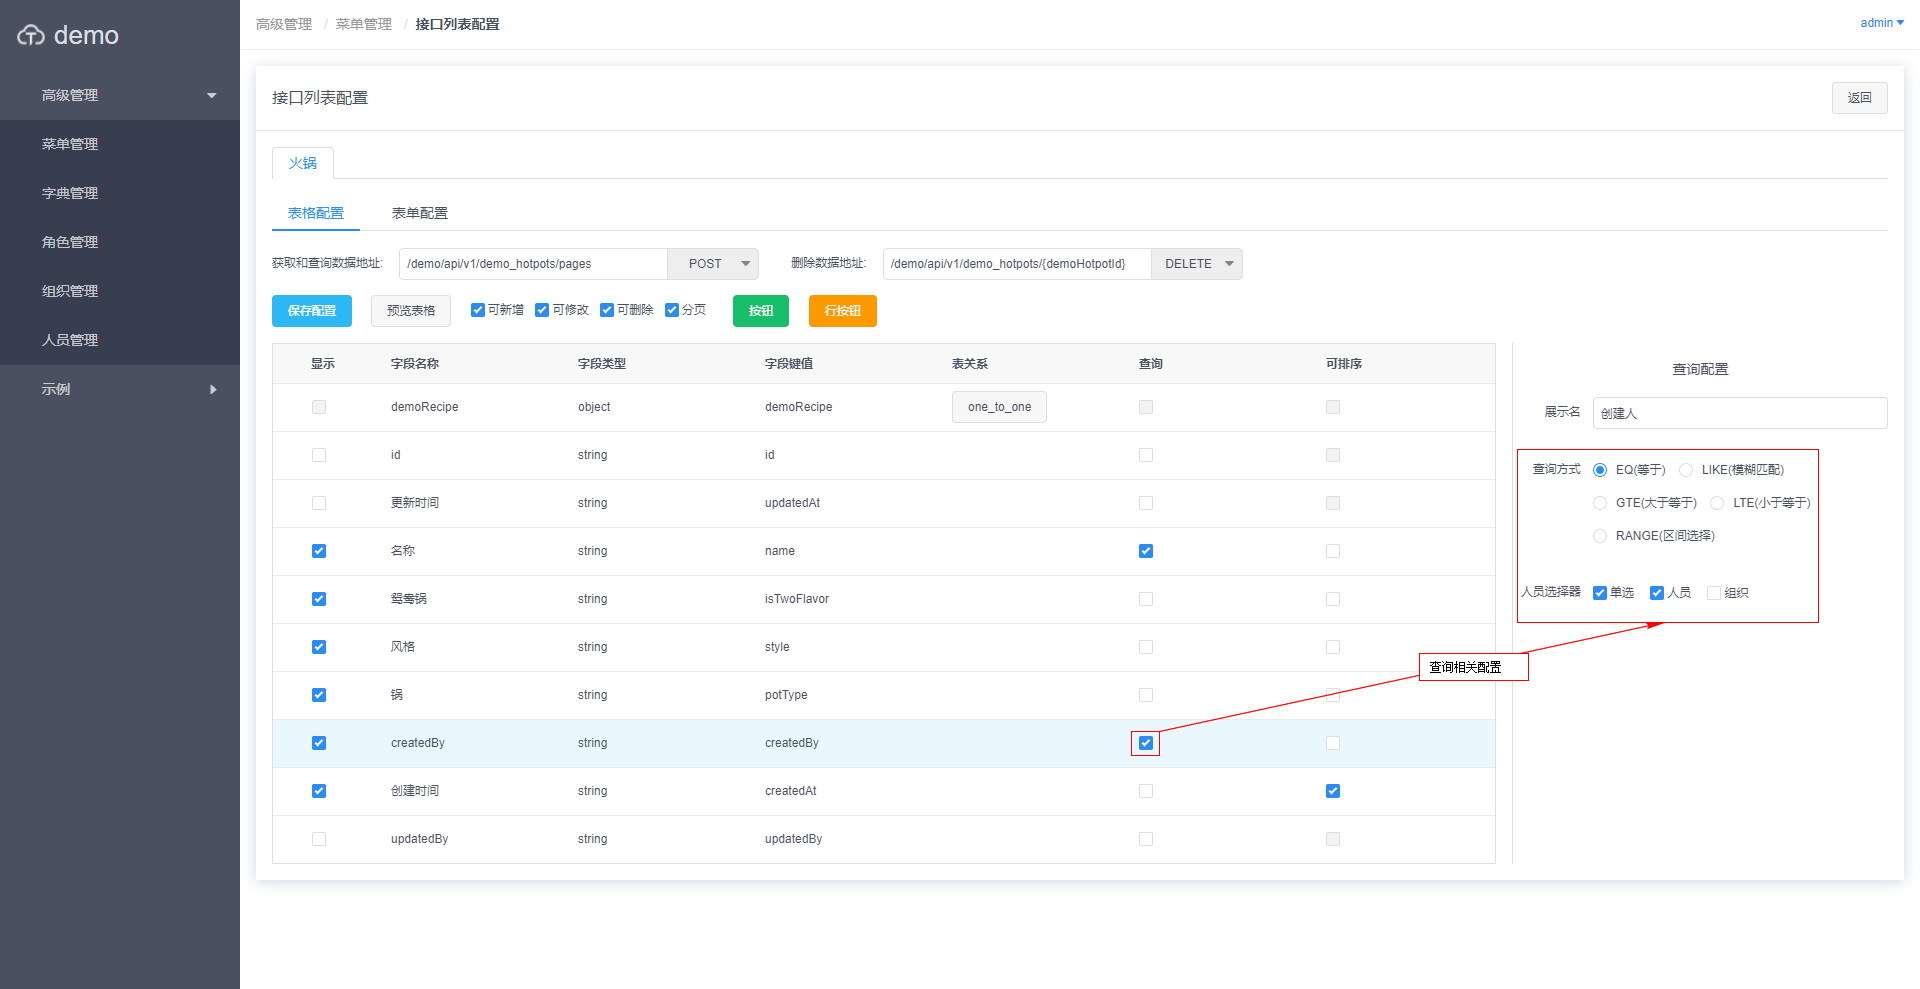 demo
高级管理 / 菜单管理 / 接口列表配置
admin
高级管理
菜单管理
字典管理
角色管理
组织管理
人员管理
示例
接口列表配置
返回
火锅
表格配置 表单配置
获取和查询数据地址: /demo/api/v1/demo_hotpots/pages POST 删除数据地址: /demo/api/v1/demo_hotpots/{demoHotpotId} DELETE
保存配置 预览表格 可新增 可修改 可删除 分页 按钮 行按钮
显示 字段名称 字段类型 字段键值 表关系 查询 可排序
demoRecipe object demoRecipe one_to_one
id string id
更新时间 string updatedAt
名称 string name
鸳鸯锅 string isTwoFlavor
风格 string style
锅 string potType
createdBy string createdBy
创建时间 string createdAt
updatedBy string updatedBy
查询配置
展示名 创建人
查询方式 EQ(等于) LIKE(模糊匹配)
GTE(大于等于) LTE(小于等于)
RANGE(区间选择)
人员选择器 单选 人员 组织
查询相关配置